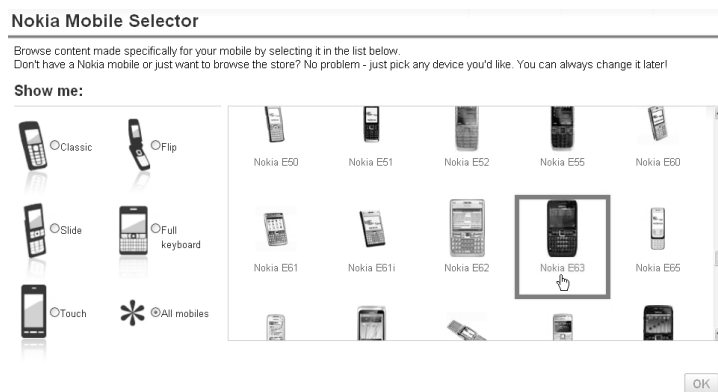 Nokia Mobile Selector
Browse content made specifically for your mobile by selecting it in the list below.
Don't have a Nokia mobile or just want to browse the store? No problem - just pick any device you'd like. You can always change it later!
Show me:
Classic
Flip
Slide
Full keyboard
Touch
All mobiles
Nokia E50
Nokia E51
Nokia E52
Nokia E55
Nokia E60
Nokia E61
Nokia E61i
Nokia E62
Nokia E63
Nokia E65
OK